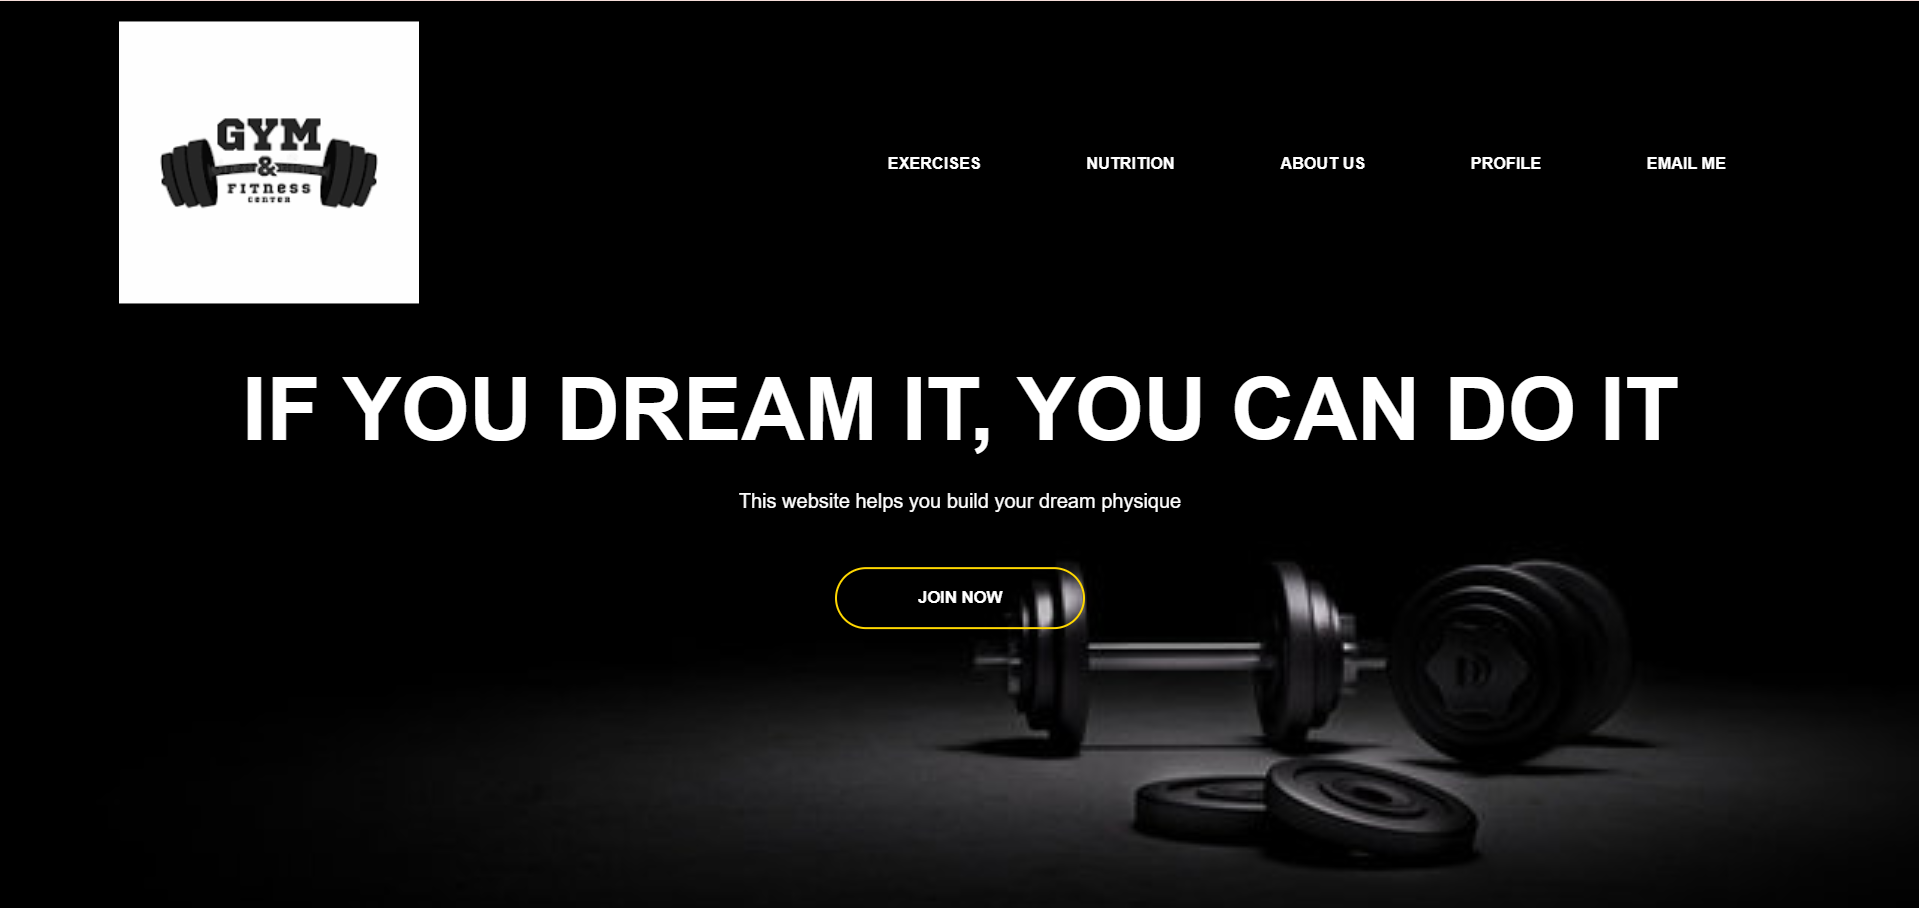 GYM
&
FITNESS
CENTER
EXERCISES NUTRITION ABOUT US PROFILE EMAIL ME
IF YOU DREAM IT, YOU CAN DO IT
This website helps you build your dream physique
JOIN NOW